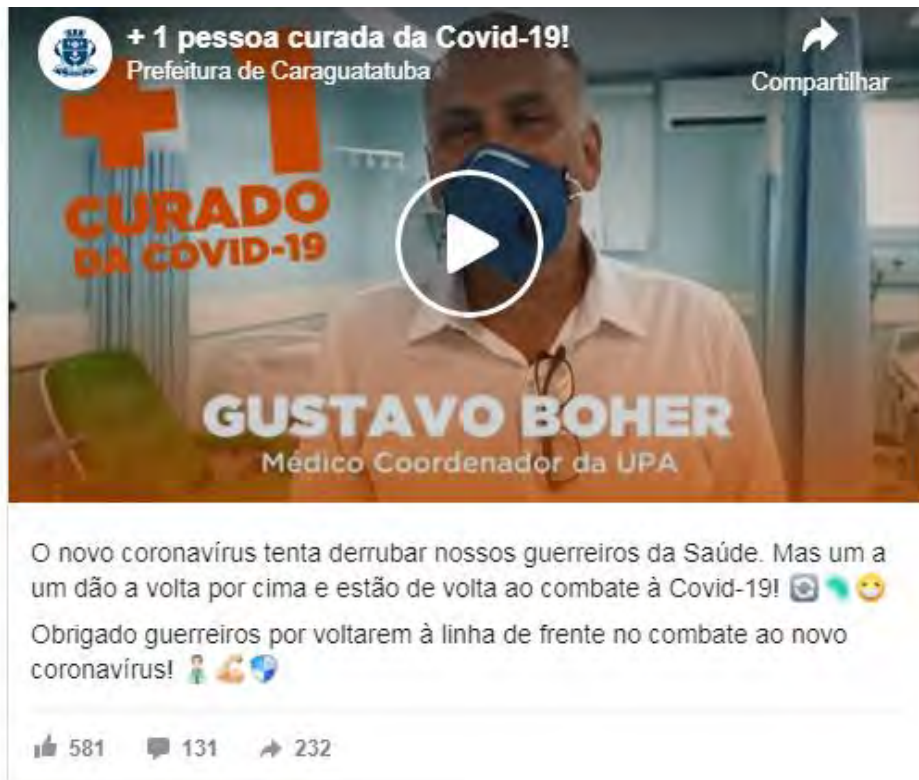 + 1 pessoa curada da Covid-19!
Prefeitura de Caraguatatuba
Compartilhar
+1
CURADO
DA COVID-19
GUSTAVO BOHER
Médico Coordenador da UPA
O novo coronavírus tenta derrubar nossos guerreiros da Saúde. Mas um a
um dão a volta por cima e estão de volta ao combate à Covid-19!
Obrigado guerreiros por voltarem à linha de frente no combate ao novo
coronavírus!
581 131 232